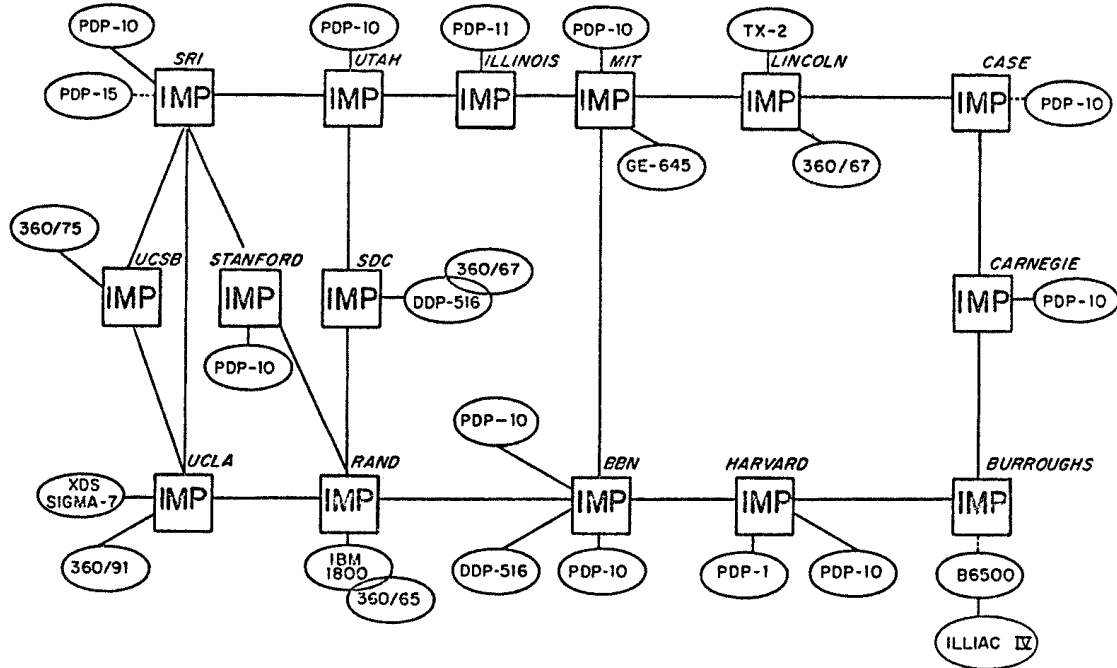 PDP-10
PDP-10
PDP-11
PDP-10
TX-2
SRI
UTAH
ILLINOIS
MIT
LINCOLN
CASE
PDP-15
IMP
IMP
IMP
IMP
IMP
IMP
PDP-10
GE-645
360/67
360/75
UCSB
STANFORD
SDC
360/67
CARNEGIE
IMP
IMP
IMP
DDP-516
IMP
PDP-10
PDP-10
PDP-10
UCLA
RAND
BBN
HARVARD
BURROUGHS
XDS
SIGMA-7
IMP
IMP
IMP
IMP
IMP
360/91
IBM
1800
360/65
DDP-516
PDP-10
PDP-1
PDP-10
B6500
ILLIAC IV